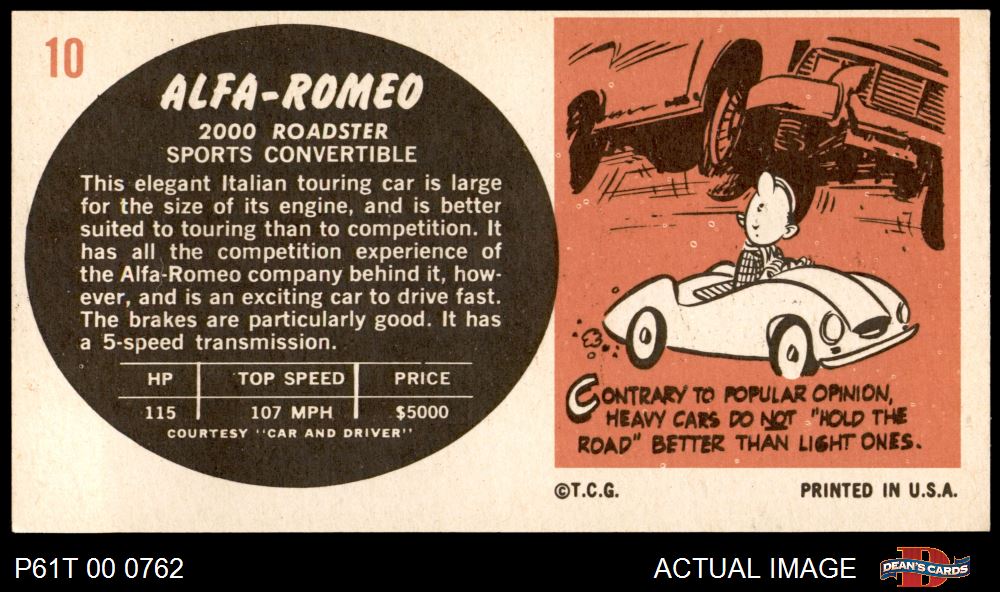 10
ALFA-ROMEO
2000 ROADSTER
SPORTS CONVERTIBLE
This elegant Italian touring car is large
for the size of its engine, and is better
suited to touring than to competition. It
has all the competition experience of
the Alfa-Romeo company behind it, how-
ever, and is an exciting car to drive fast.
The brakes are particularly good. It has
a 5-speed transmission.
HP TOP SPEED PRICE
115 107 MPH $5000
COURTESY "CAR AND DRIVER"
CONTRARY TO POPULAR OPINION,
HEAVY CARS DO NOT "HOLD THE
ROAD" BETTER THAN LIGHT ONES.
©T.C.G. PRINTED IN U.S.A.
P61T 00 0762 ACTUAL IMAGE D DEAN'S CARDS